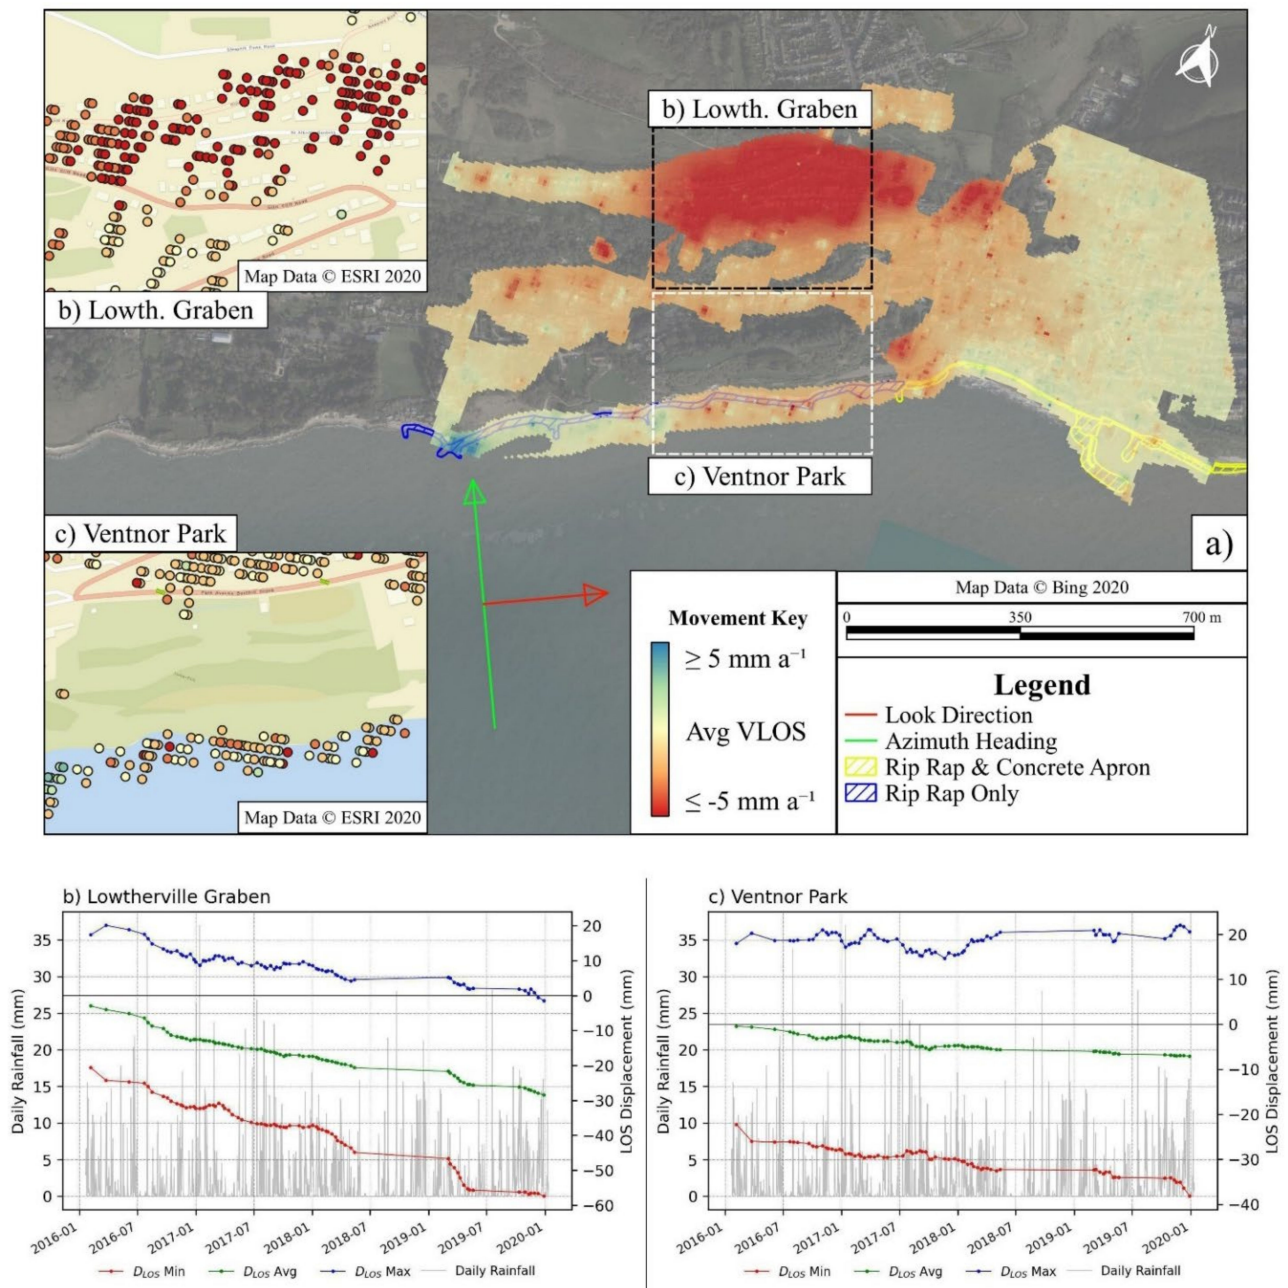 N
b) Lowth. Graben
Map Data © ESRI 2020
b) Lowth. Graben
c) Ventnor Park
c) Ventnor Park
a)
Map Data © ESRI 2020
Movement Key
≥ 5 mm a⁻¹
Avg VLOS
≤ -5 mm a⁻¹
Map Data © Bing 2020
0 350 700 m
Legend
Look Direction
Azimuth Heading
Rip Rap & Concrete Apron
Rip Rap Only
b) Lowtherville Graben
Daily Rainfall (mm)
35
30
25
20
15
10
5
0
20
10
0
−10
−20
−30
−40
−50
−60
LOS Displacement (mm)
2016-01 2016-07 2017-01 2017-07 2018-01 2018-07 2019-01 2019-07 2020-01
D_LOS Min D_LOS Avg D_LOS Max Daily Rainfall
c) Ventnor Park
Daily Rainfall (mm)
35
30
25
20
15
10
5
0
20
10
0
−10
−20
−30
−40
LOS Displacement (mm)
2016-01 2016-07 2017-01 2017-07 2018-01 2018-07 2019-01 2019-07 2020-01
D_LOS Min D_LOS Avg D_LOS Max Daily Rainfall